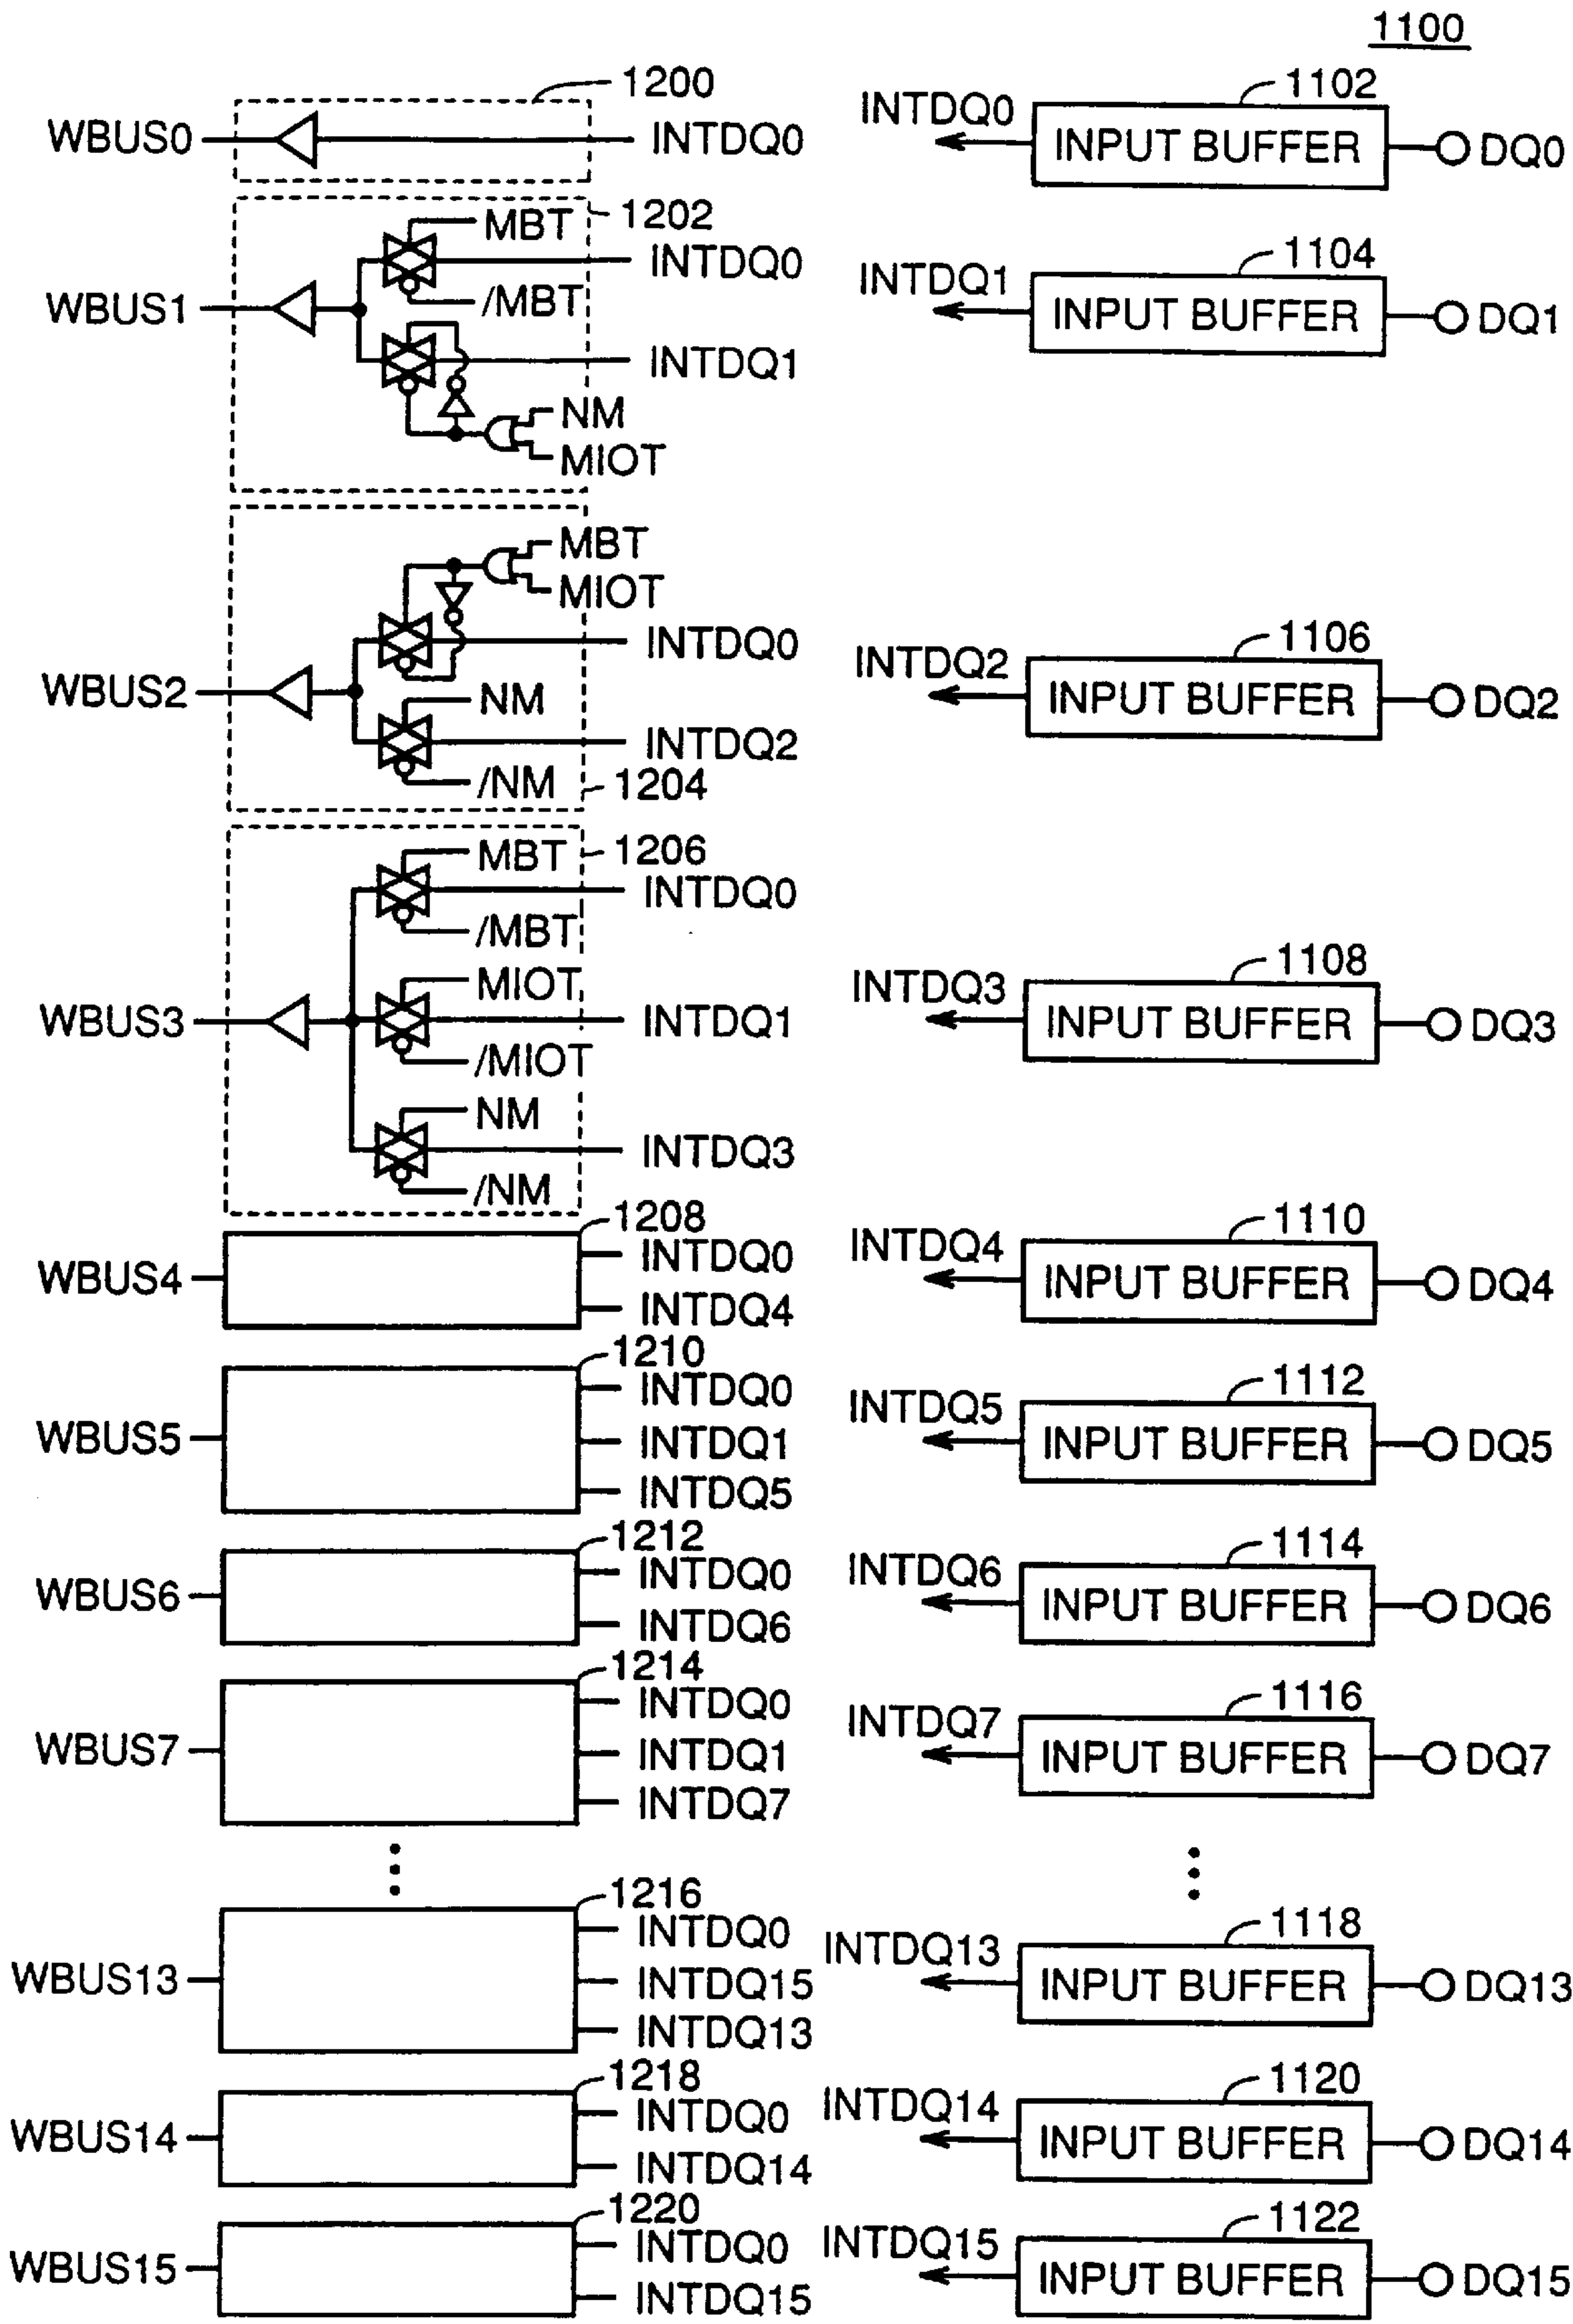 1100
1200
WBUS0
INTDQ0
INTDQ0
1102
INPUT BUFFER
DQ0
1202
MBT
INTDQ0
/MBT
WBUS1
INTDQ1
NM
MIOT
INTDQ1
1104
INPUT BUFFER
DQ1
MBT
MIOT
INTDQ0
WBUS2
NM
INTDQ2
/NM
1204
INTDQ2
1106
INPUT BUFFER
DQ2
MBT
1206
INTDQ0
/MBT
MIOT
WBUS3
INTDQ1
/MIOT
NM
INTDQ3
/NM
INTDQ3
1108
INPUT BUFFER
DQ3
1208
WBUS4
INTDQ0
INTDQ4
INTDQ4
1110
INPUT BUFFER
DQ4
1210
WBUS5
INTDQ0
INTDQ1
INTDQ5
INTDQ5
1112
INPUT BUFFER
DQ5
1212
WBUS6
INTDQ0
INTDQ6
INTDQ6
1114
INPUT BUFFER
DQ6
1214
WBUS7
INTDQ0
INTDQ1
INTDQ7
INTDQ7
1116
INPUT BUFFER
DQ7
1216
WBUS13
INTDQ0
INTDQ15
INTDQ13
INTDQ13
1118
INPUT BUFFER
DQ13
1218
WBUS14
INTDQ0
INTDQ14
INTDQ14
1120
INPUT BUFFER
DQ14
1220
WBUS15
INTDQ0
INTDQ15
INTDQ15
1122
INPUT BUFFER
DQ15